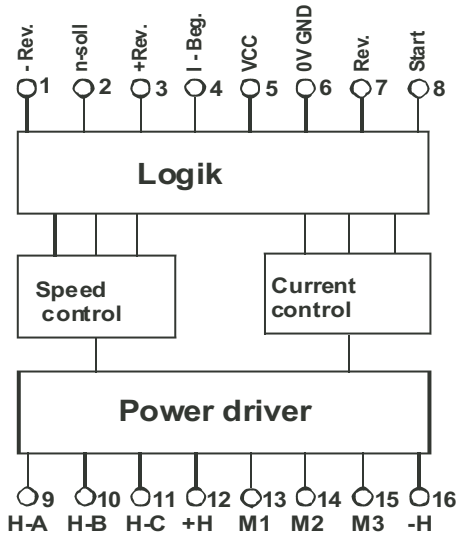 - Rev.
n-soll
+Rev.
I - Beg.
VCC
0V GND
Rev.
Start
1 2 3 4 5 6 7 8
Logik
Speed
control
Current
control
Power driver
9 10 11 12 13 14 15 16
H-A H-B H-C +H M1 M2 M3 -H